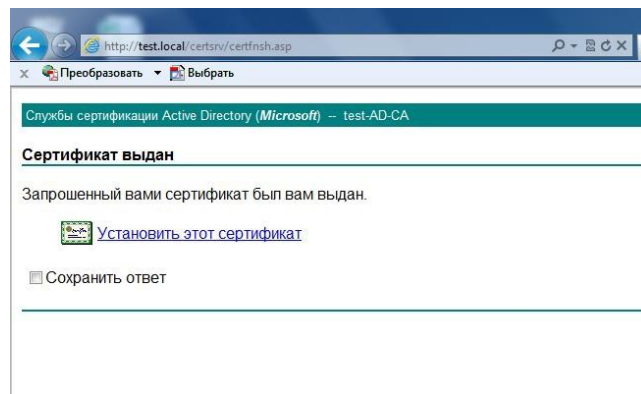 http://test.local/certsrv/certfnsh.asp
x Преобразовать Выбрать
Службы сертификации Active Directory (Microsoft) -- test-AD-CA
Сертификат выдан
Запрошенный вами сертификат был вам выдан.
Установить этот сертификат
Сохранить ответ